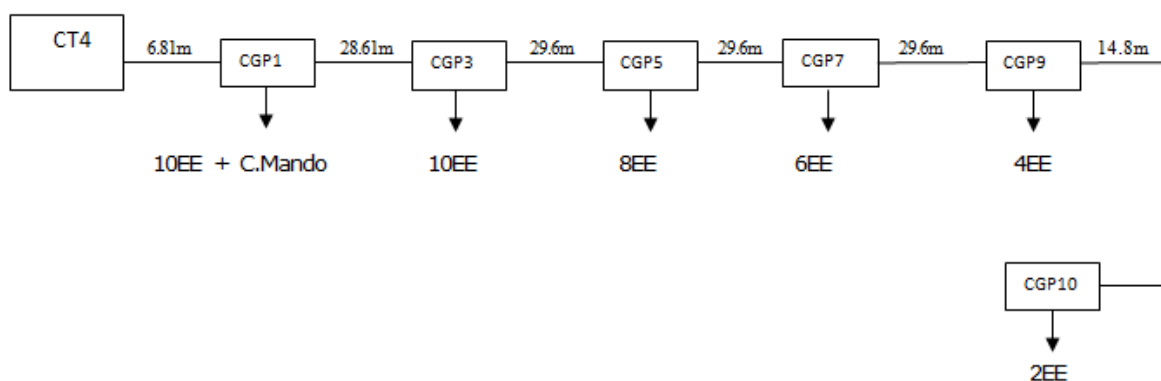 CT4
6.81m
CGP1
28.61m
CGP3
29.6m
CGP5
29.6m
CGP7
29.6m
CGP9
14.8m
10EE + C.Mando
10EE
8EE
6EE
4EE
CGP10
2EE